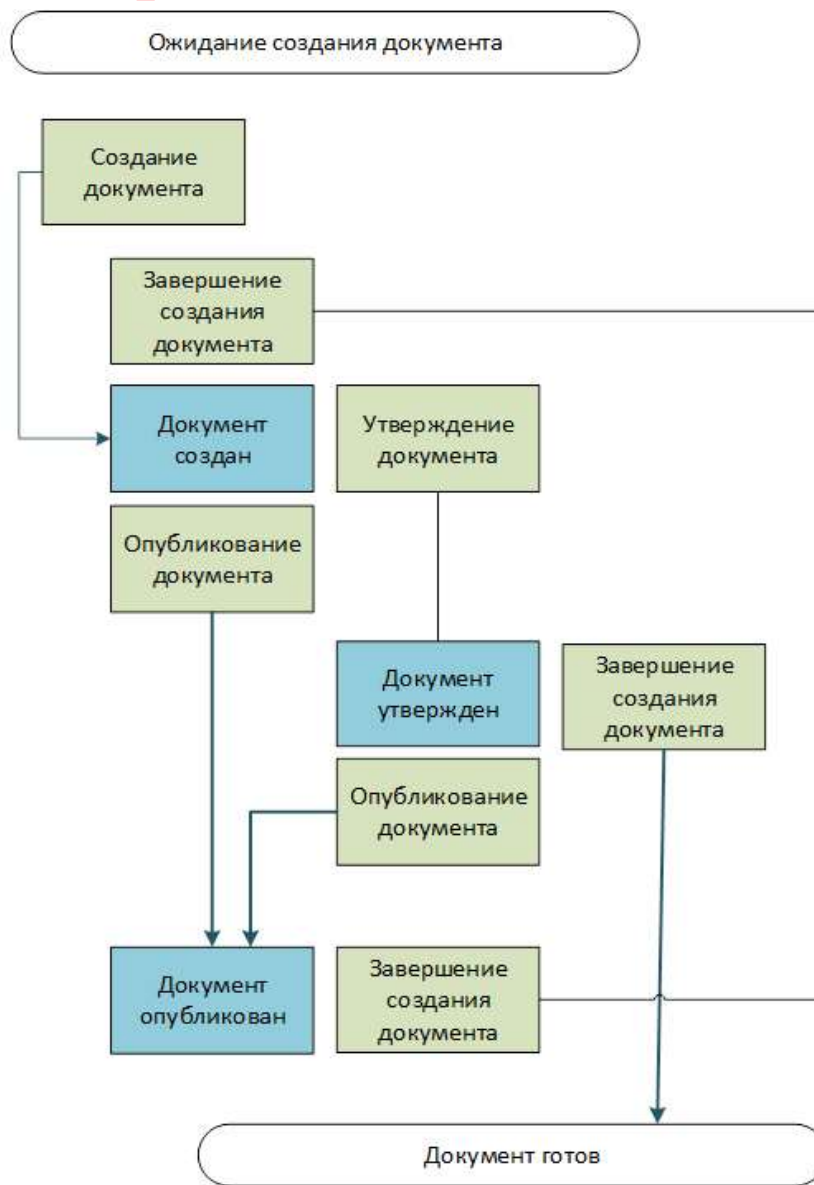 Ожидание создания документа
Создание
документа
Завершение
создания
документа
Документ
создан
Утверждение
документа
Опубликование
документа
Документ
утвержден
Завершение
создания
документа
Опубликование
документа
Документ
опубликован
Завершение
создания
документа
Документ готов